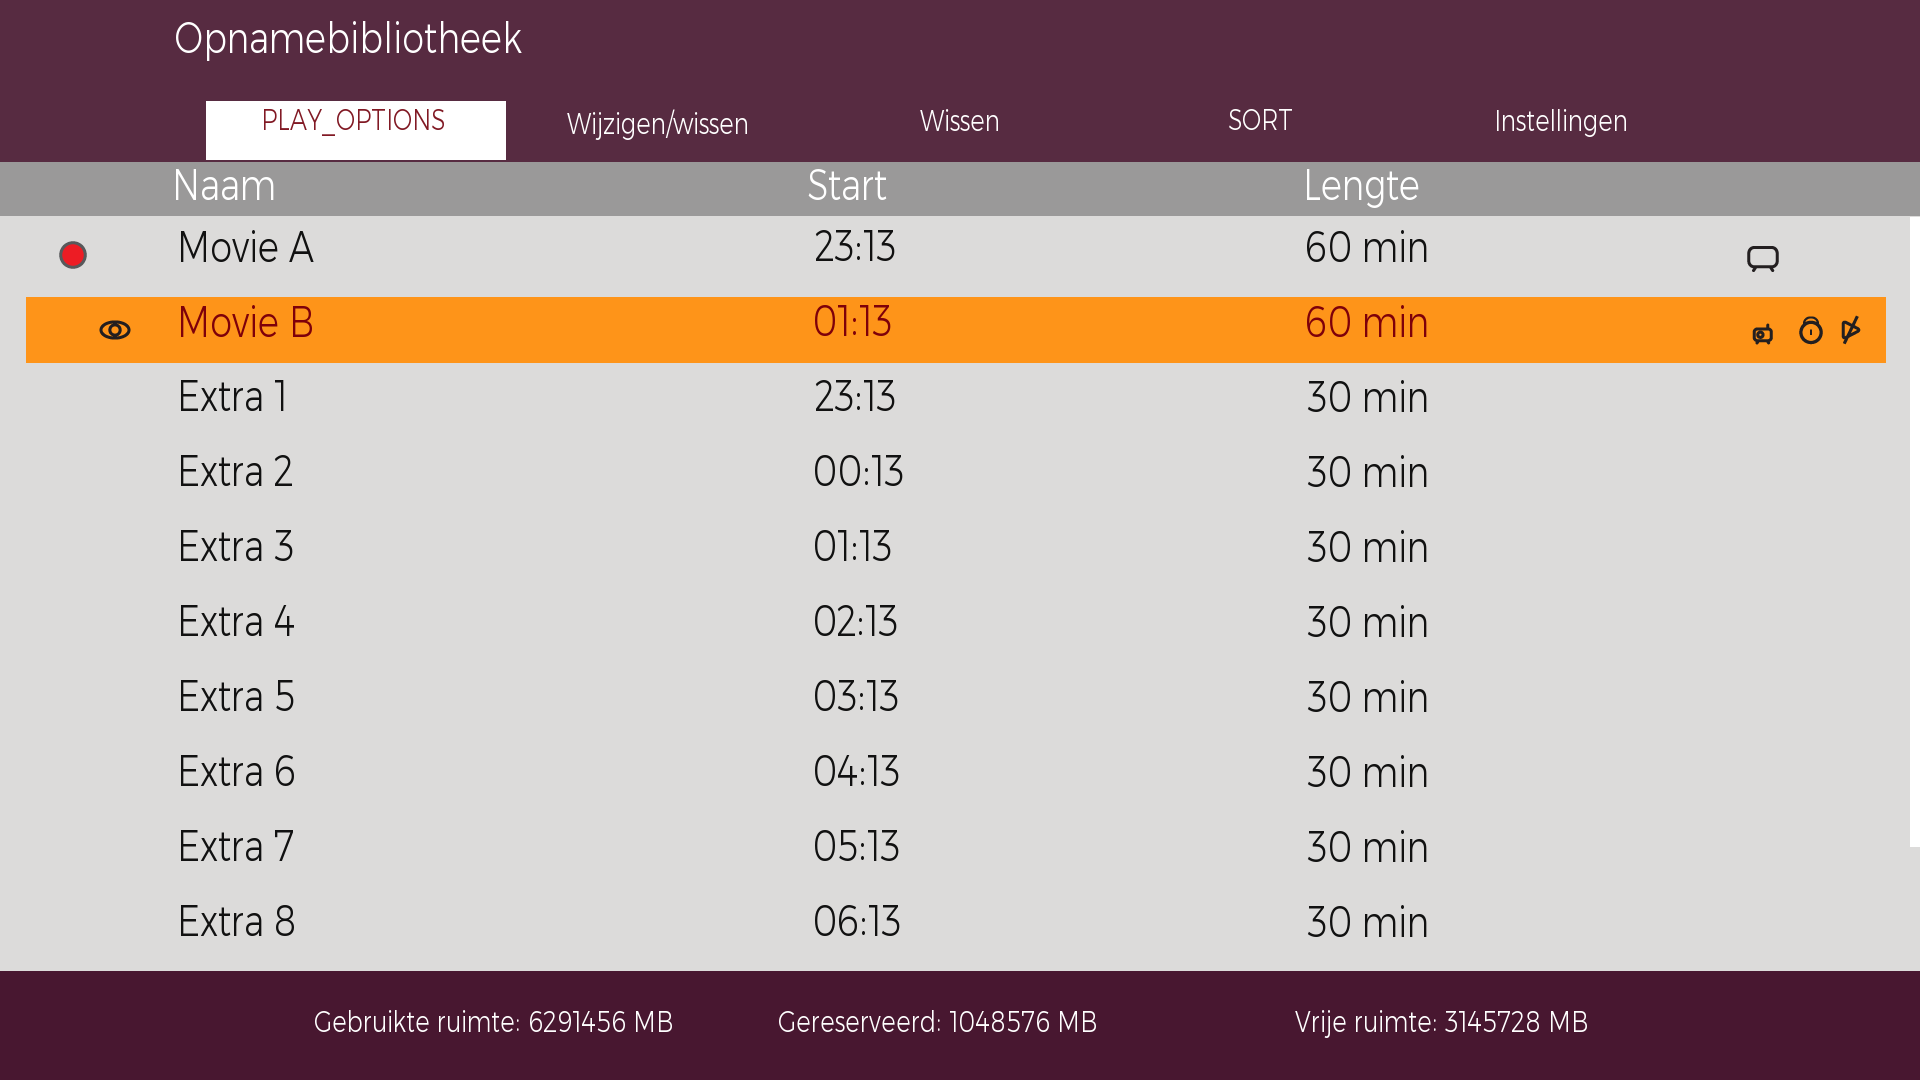 Opnamebibliotheek
PLAY_OPTIONS Wijzigen/wissen Wissen SORT Instellingen
Naam Start Lengte
Movie A 23:13 60 min
Movie B 01:13 60 min
Extra 1 23:13 30 min
Extra 2 00:13 30 min
Extra 3 01:13 30 min
Extra 4 02:13 30 min
Extra 5 03:13 30 min
Extra 6 04:13 30 min
Extra 7 05:13 30 min
Extra 8 06:13 30 min
Gebruikte ruimte: 6291456 MB Gereserveerd: 1048576 MB Vrije ruimte: 3145728 MB